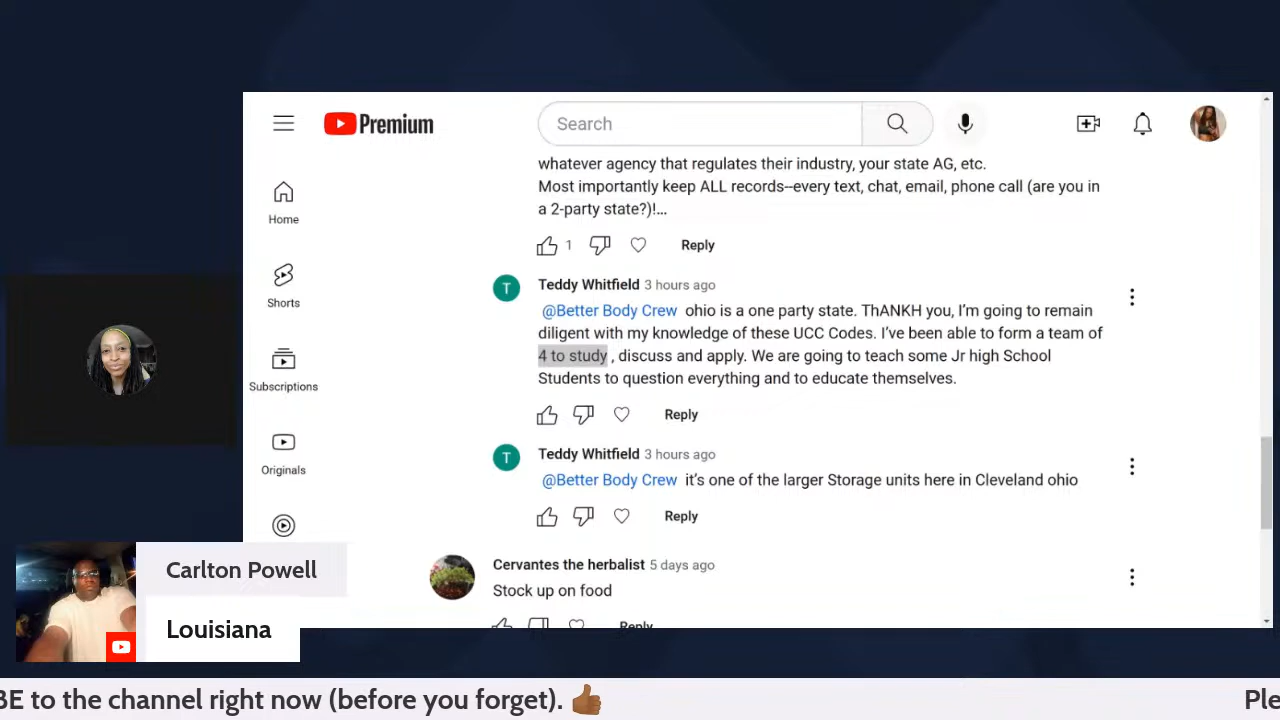 Premium
Search
whatever agency that regulates their industry, your state AG, etc.
Most importantly keep ALL records--every text, chat, email, phone call (are you in
a 2-party state?)!...
1
Reply
Home
Shorts
Subscriptions
Originals
T
Teddy Whitfield 3 hours ago
@Better Body Crew ohio is a one party state. ThANKH you, I'm going to remain
diligent with my knowledge of these UCC Codes. I've been able to form a team of
4 to study , discuss and apply. We are going to teach some Jr high School
Students to question everything and to educate themselves.
Reply
T
Teddy Whitfield 3 hours ago
@Better Body Crew it's one of the larger Storage units here in Cleveland ohio
Reply
Cervantes the herbalist 5 days ago
Stock up on food
Reply
Carlton Powell
Louisiana
BE to the channel right now (before you forget). 👍🏾
Ple